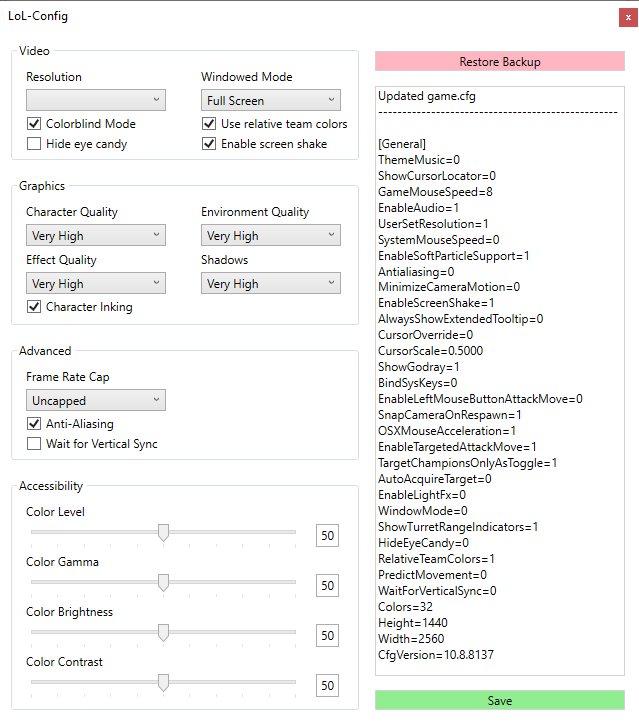 LoL-Config
x
Video
Resolution
Windowed Mode
Full Screen
Colorblind Mode
Use relative team colors
Hide eye candy
Enable screen shake
Graphics
Character Quality
Environment Quality
Very High
Very High
Effect Quality
Shadows
Very High
Very High
Character Inking
Advanced
Frame Rate Cap
Uncapped
Anti-Aliasing
Wait for Vertical Sync
Accessibility
Color Level
50
Color Gamma
50
Color Brightness
50
Color Contrast
50
Restore Backup
Updated game.cfg
--------------------------------------------------
[General]
ThemeMusic=0
ShowCursorLocator=0
GameMouseSpeed=8
EnableAudio=1
UserSetResolution=1
SystemMouseSpeed=0
EnableSoftParticleSupport=1
Antialiasing=0
MinimizeCameraMotion=0
EnableScreenShake=1
AlwaysShowExtendedTooltip=0
CursorOverride=0
CursorScale=0.5000
ShowGodray=1
BindSysKeys=0
EnableLeftMouseButtonAttackMove=0
SnapCameraOnRespawn=1
OSXMouseAcceleration=1
EnableTargetedAttackMove=1
TargetChampionsOnlyAsToggle=1
AutoAcquireTarget=0
EnableLightFx=0
WindowMode=0
ShowTurretRangeIndicators=1
HideEyeCandy=0
RelativeTeamColors=1
PredictMovement=0
WaitForVerticalSync=0
Colors=32
Height=1440
Width=2560
CfgVersion=10.8.8137
Save